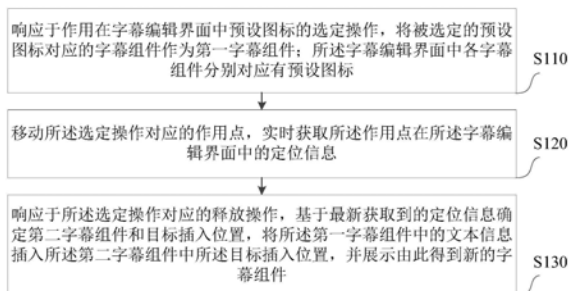 响应于作用在字幕编辑界面中预设图标的选定操作，将被选定的预设
图标对应的字幕组件作为第一字幕组件；所述字幕编辑界面中各字幕
组件分别对应有预设图标
S110
移动所述选定操作对应的作用点，实时获取所述作用点在所述字幕编
辑界面中的定位信息
S120
响应于所述选定操作对应的释放操作，基于最新获取到的定位信息确
定第二字幕组件和目标插入位置，将所述第一字幕组件中的文本信息
插入所述第二字幕组件中所述目标插入位置，并展示由此得到新的字
幕组件
S130